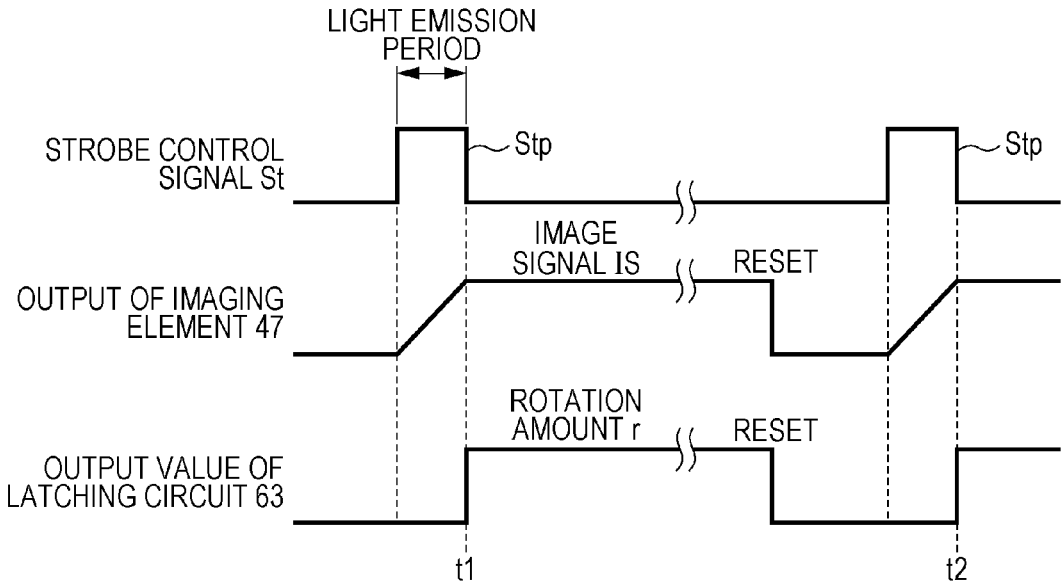 LIGHT EMISSION
PERIOD
STROBE CONTROL
SIGNAL St
Stp
Stp
IMAGE
SIGNAL IS
RESET
OUTPUT OF IMAGING
ELEMENT 47
ROTATION
AMOUNT r
RESET
OUTPUT VALUE OF
LATCHING CIRCUIT 63
t1
t2